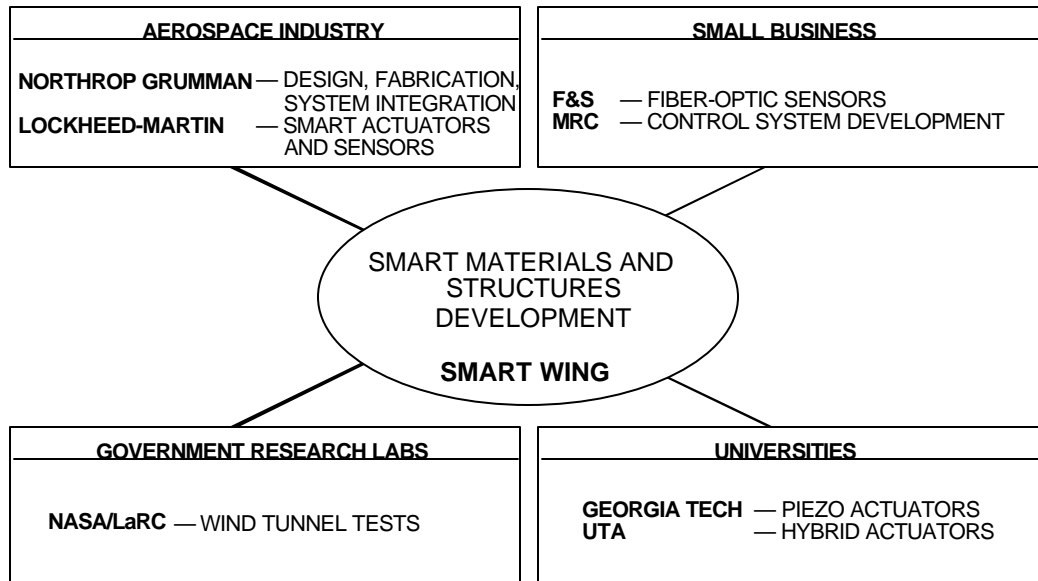 AEROSPACE INDUSTRY
NORTHROP GRUMMAN — DESIGN, FABRICATION,
SYSTEM INTEGRATION
LOCKHEED-MARTIN — SMART ACTUATORS
AND SENSORS
SMALL BUSINESS
F&S — FIBER-OPTIC SENSORS
MRC — CONTROL SYSTEM DEVELOPMENT
SMART MATERIALS AND
STRUCTURES
DEVELOPMENT
SMART WING
GOVERNMENT RESEARCH LABS
NASA/LaRC — WIND TUNNEL TESTS
UNIVERSITIES
GEORGIA TECH — PIEZO ACTUATORS
UTA — HYBRID ACTUATORS